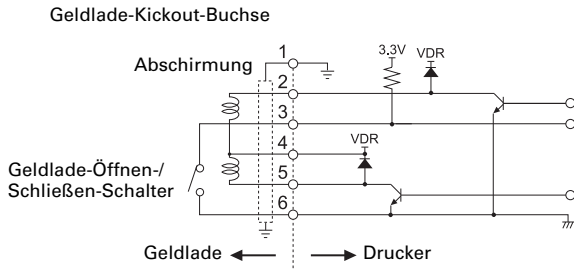 Geldlade-Kickout-Buchse
Abschirmung
1
3.3V
VDR
2
3
4
VDR
Geldlade-Öffnen-/
Schließen-Schalter
5
6
Geldlade
Drucker